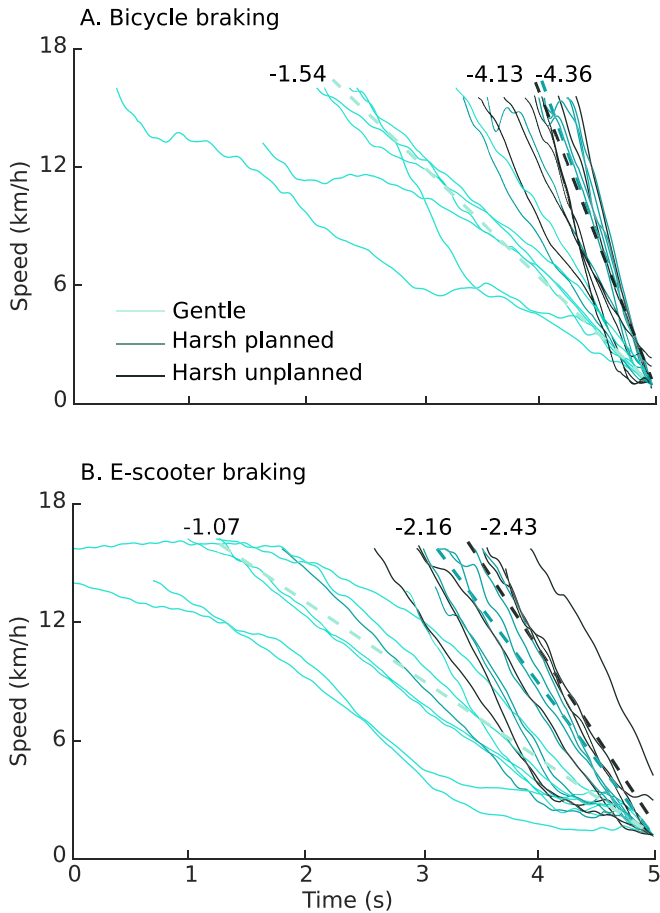 A. Bicycle braking
18
-1.54
-4.13
-4.36
12
Speed (km/h)
6
Gentle
Harsh planned
Harsh unplanned
0
5
B. E-scooter braking
18
-1.07
-2.16
-2.43
12
Speed (km/h)
6
0
0
1
2
3
4
5
Time (s)